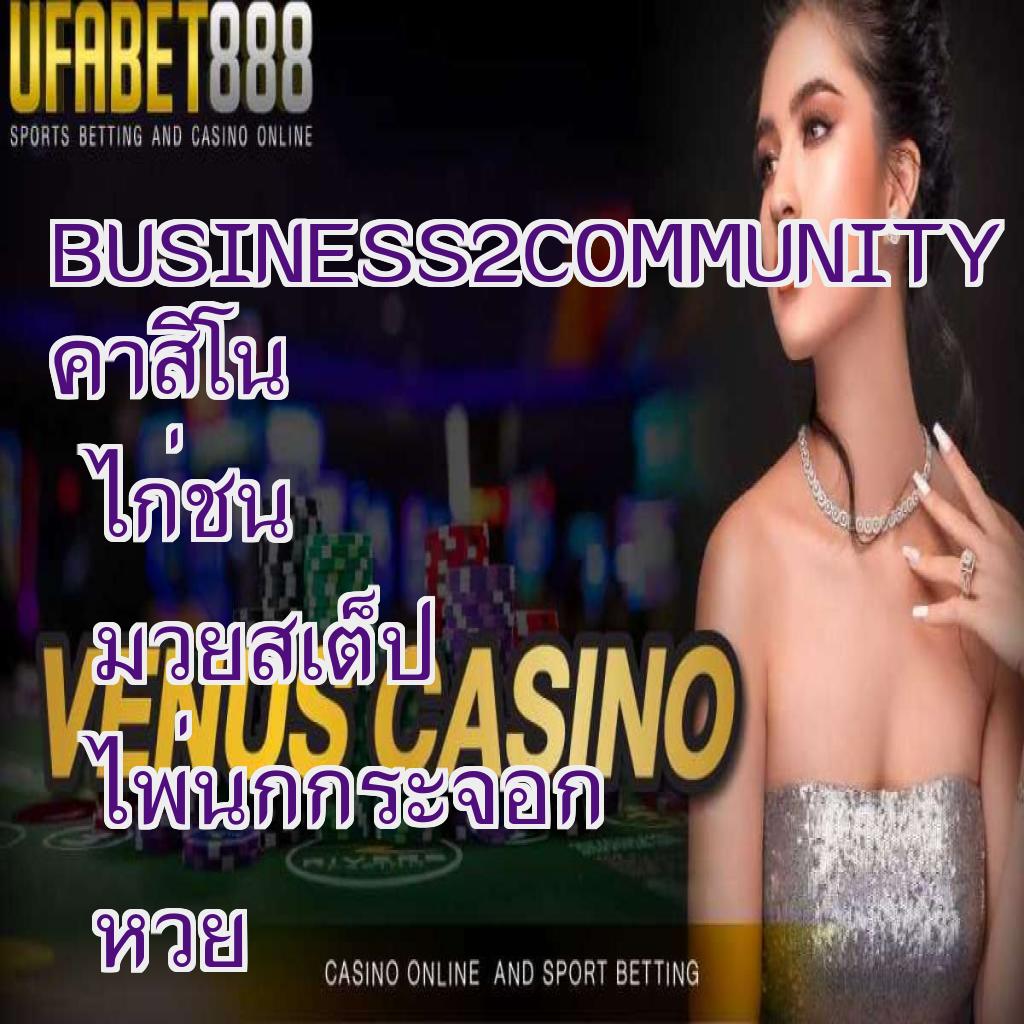 UFABET888
SPORTS BETTING AND CASINO ONLINE
BUSINESS2COMMUNITY
คาสิโน
ไก่ชน
มวยสเต็ป
VENUS CASINO
ไพ่นกกระจอก
หวย
CASINO ONLINE AND SPORT BETTING